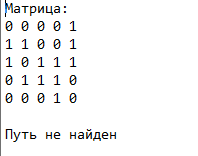 Матрица:
0 0 0 0 1
1 1 0 0 1
1 0 1 1 1
0 1 1 1 0
0 0 0 1 0
Путь не найден